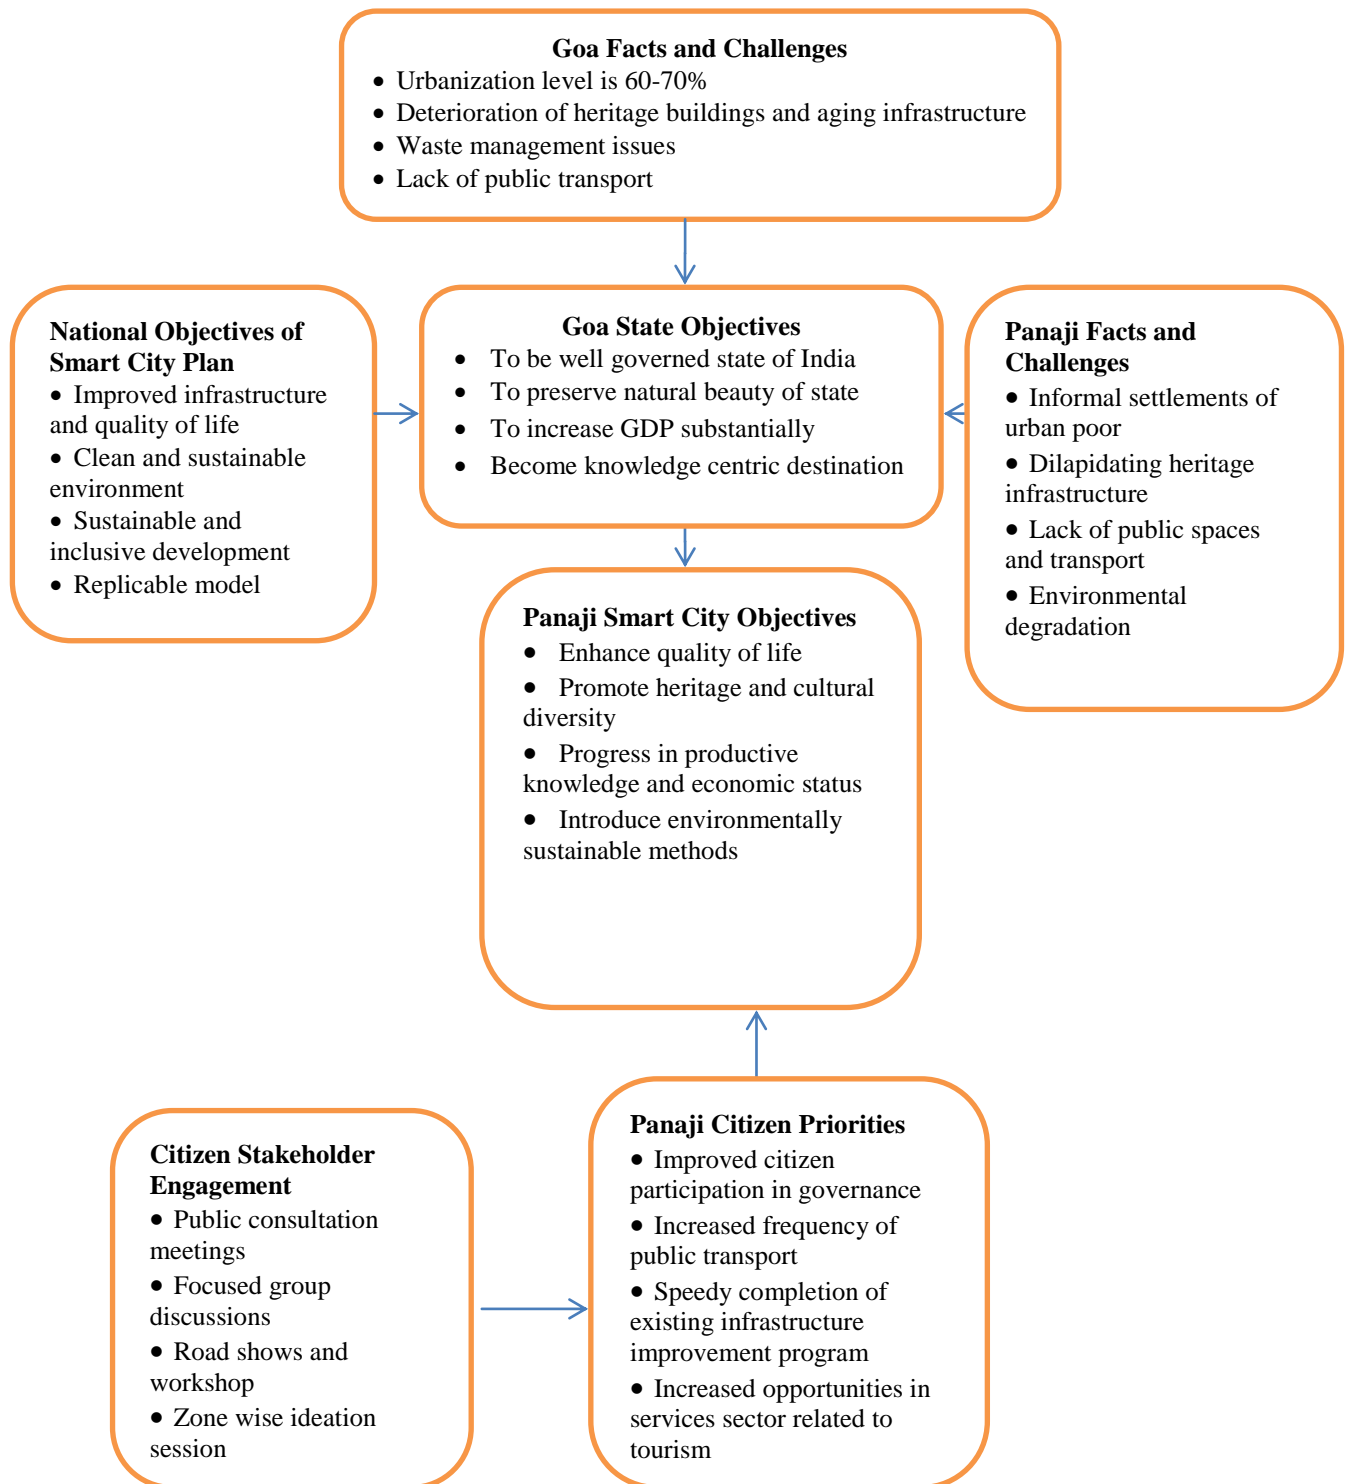 Goa Facts and Challenges
• Urbanization level is 60-70%
• Deterioration of heritage buildings and aging infrastructure
• Waste management issues
• Lack of public transport
National Objectives of
Smart City Plan
• Improved infrastructure
and quality of life
• Clean and sustainable
environment
• Sustainable and
inclusive development
• Replicable model
Goa State Objectives
• To be well governed state of India
• To preserve natural beauty of state
• To increase GDP substantially
• Become knowledge centric destination
Panaji Facts and
Challenges
• Informal settlements of
urban poor
• Dilapidating heritage
infrastructure
• Lack of public spaces
and transport
• Environmental
degradation
Panaji Smart City Objectives
• Enhance quality of life
• Promote heritage and cultural
diversity
• Progress in productive
knowledge and economic status
• Introduce environmentally
sustainable methods
Citizen Stakeholder
Engagement
• Public consultation
meetings
• Focused group
discussions
• Road shows and
workshop
• Zone wise ideation
session
Panaji Citizen Priorities
• Improved citizen
participation in governance
• Increased frequency of
public transport
• Speedy completion of
existing infrastructure
improvement program
• Increased opportunities in
services sector related to
tourism